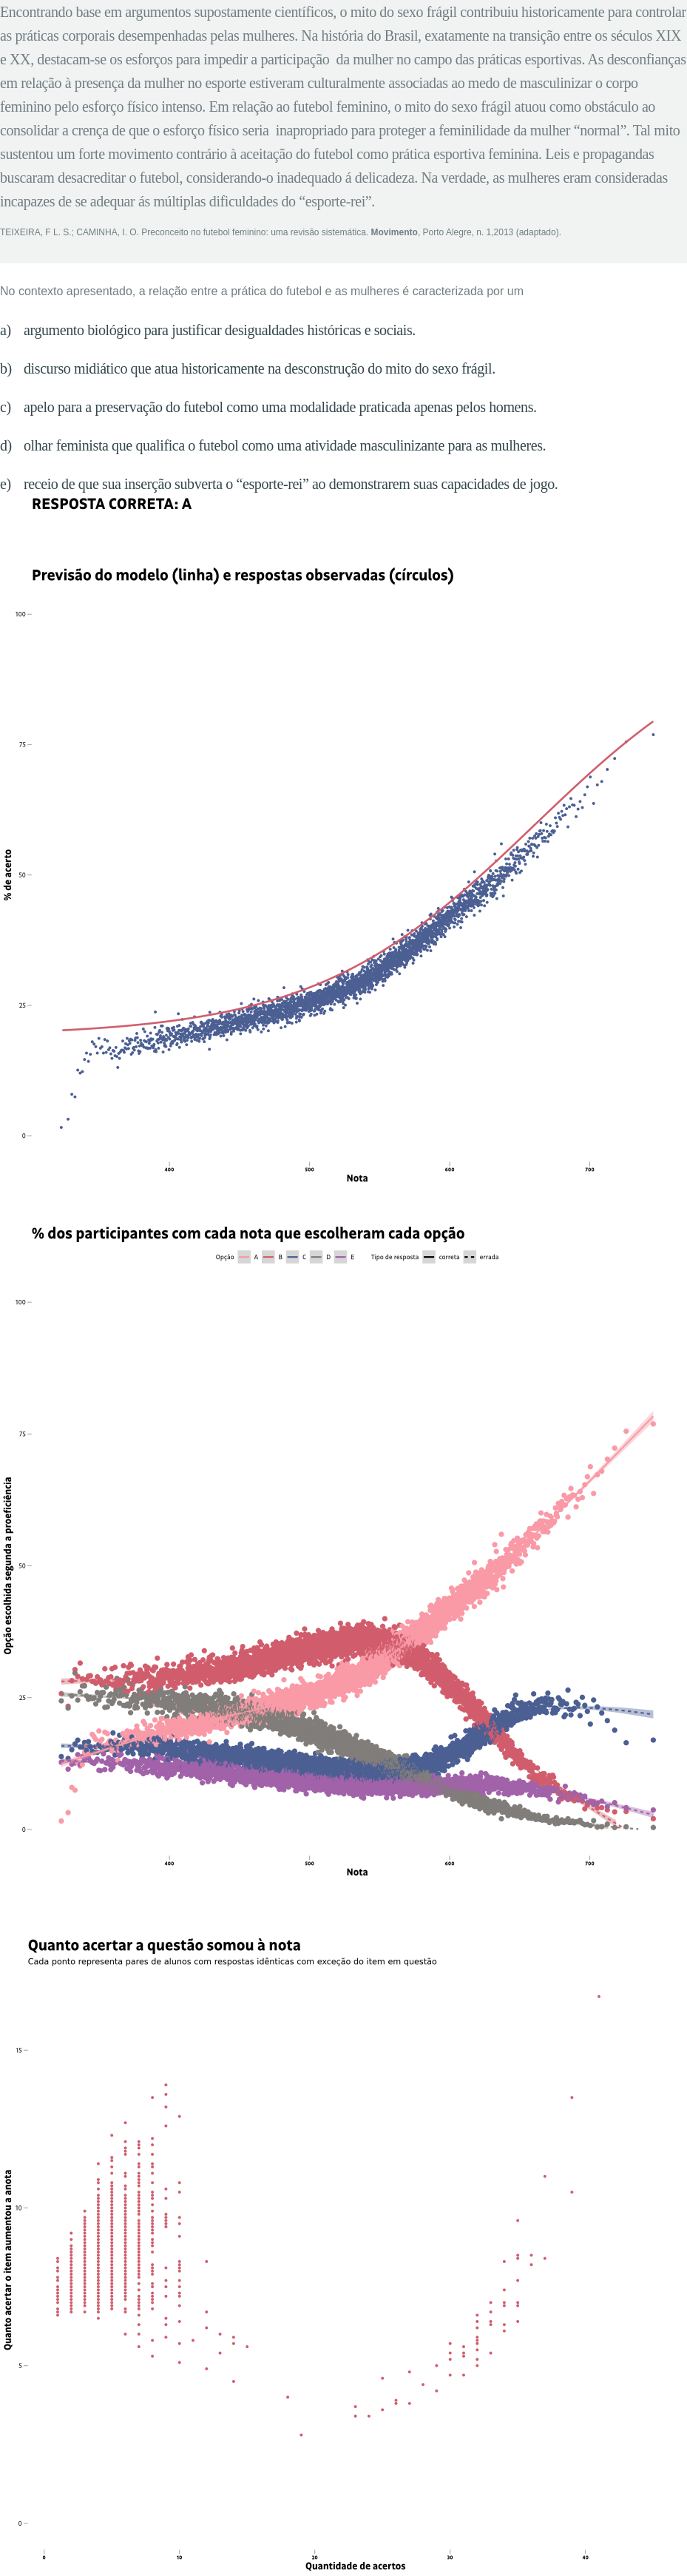 Encontrando base em argumentos supostamente científicos, o mito do sexo frágil contribuiu historicamente para controlar
as práticas corporais desempenhadas pelas mulheres. Na história do Brasil, exatamente na transição entre os séculos XIX
e XX, destacam-se os esforços para impedir a participação  da mulher no campo das práticas esportivas. As desconfianças
em relação à presença da mulher no esporte estiveram culturalmente associadas ao medo de masculinizar o corpo
feminino pelo esforço físico intenso. Em relação ao futebol feminino, o mito do sexo frágil atuou como obstáculo ao
consolidar a crença de que o esforço físico seria  inapropriado para proteger a feminilidade da mulher “normal”. Tal mito
sustentou um forte movimento contrário à aceitação do futebol como prática esportiva feminina. Leis e propagandas
buscaram desacreditar o futebol, considerando-o inadequado á delicadeza. Na verdade, as mulheres eram consideradas
incapazes de se adequar ás múltiplas dificuldades do “esporte-rei”.
TEIXEIRA, F L. S.; CAMINHA, I. O. Preconceito no futebol feminino: uma revisão sistemática. Movimento, Porto Alegre, n. 1,2013 (adaptado).
No contexto apresentado, a relação entre a prática do futebol e as mulheres é caracterizada por um
a) argumento biológico para justificar desigualdades históricas e sociais.
b) discurso midiático que atua historicamente na desconstrução do mito do sexo frágil.
c) apelo para a preservação do futebol como uma modalidade praticada apenas pelos homens.
d) olhar feminista que qualifica o futebol como uma atividade masculinizante para as mulheres.
e) receio de que sua inserção subverta o “esporte-rei” ao demonstrarem suas capacidades de jogo.
RESPOSTA CORRETA: A
Previsão do modelo (linha) e respostas observadas (círculos)
100
75
50
25
0
% de acerto
400 500 600 700
Nota
% dos participantes com cada nota que escolheram cada opção
Opção A B C D E Tipo de resposta correta errada
100
75
50
25
0
Opção escolhida segunda a proeficiência
400 500 600 700
Nota
Quanto acertar a questão somou à nota
Cada ponto representa pares de alunos com respostas idênticas com exceção do item em questão
15
10
5
0
Quanto acertar o item aumentou a anota
0 10 20 30 40
Quantidade de acertos